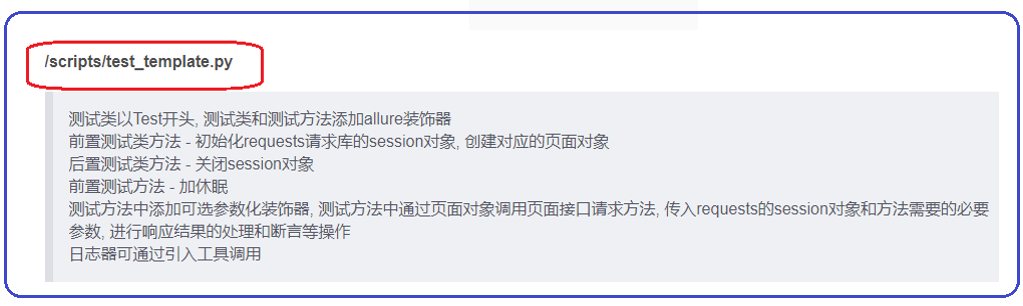 /scripts/test_template.py
测试类以Test开头, 测试类和测试方法添加allure装饰器
前置测试类方法 - 初始化requests请求库的session对象, 创建对应的页面对象
后置测试类方法 - 关闭session对象
前置测试方法 - 加休眠
测试方法中添加可选参数化装饰器, 测试方法中通过页面对象调用页面接口请求方法, 传入requests的session对象和方法需要的必要
参数, 进行响应结果的处理和断言等操作
日志器可通过引入工具调用